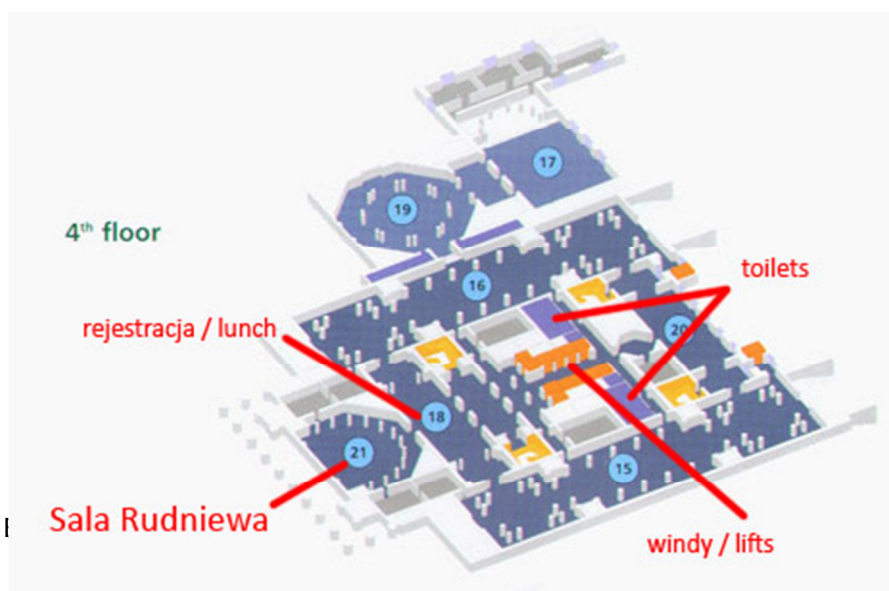 17
19
4th floor
16
toilets
rejestracja / lunch
20
18
21
15
Sala Rudniewa
windy / lifts